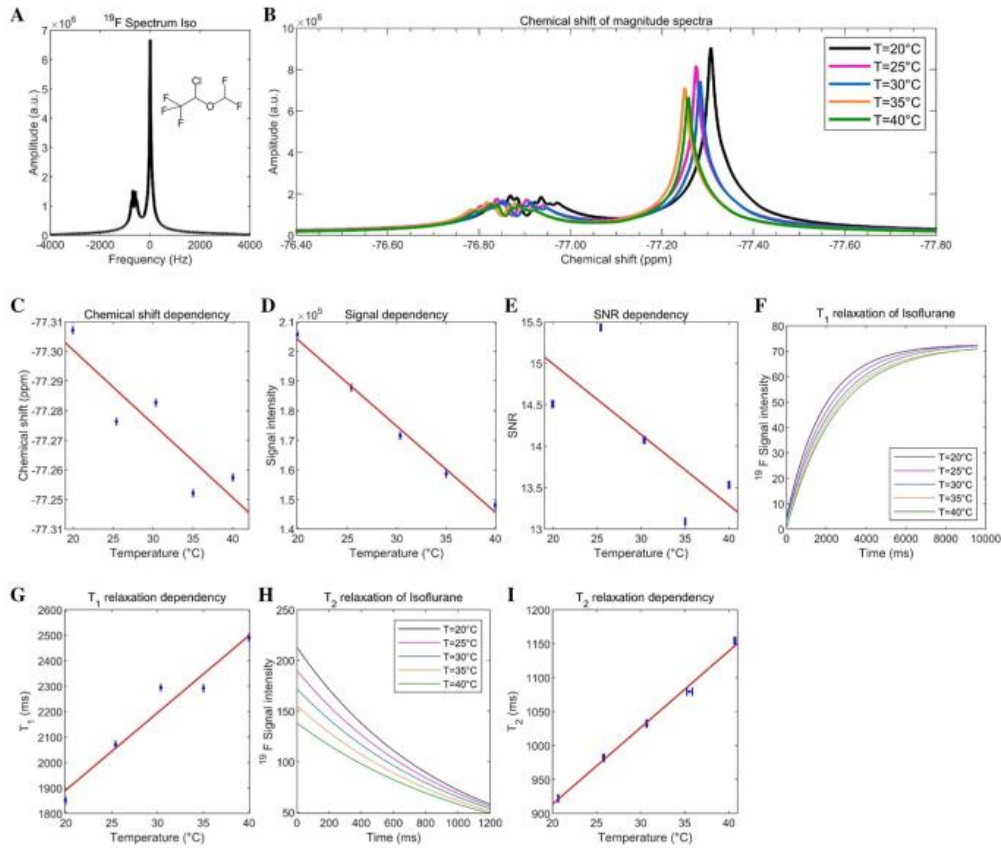 A
¹⁹F Spectrum Iso
×10⁶
7
6
5
4
3
2
1
0
-4000 -2000 0 2000 4000
Amplitude (a.u.)
Frequency (Hz)
Cl
F
F
F
F
F
O
B
Chemical shift of magnitude spectra
×10⁶
10
8
6
4
2
0
-76.40 -76.60 -76.80 -77.00 -77.20 -77.40 -77.60 -77.80
Amplitude (a.u.)
Chemical shift (ppm)
T=20°C
T=25°C
T=30°C
T=35°C
T=40°C
C
Chemical shift dependency
-77.31
-77.30
-77.29
-77.28
-77.26
-77.26
-77.25
-77.31
20 25 30 35 40
Chemical shift (ppm)
Temperature (°C)
D
Signal dependency
×10⁵
2.1
2
1.9
1.8
1.7
1.6
1.5
1.4
20 25 30 35 40
Signal intensity
Temperature (°C)
E
SNR dependency
15.5
15
14.5
14
13.5
13
20 25 30 35 40
SNR
Temperature (°C)
F
T₁ relaxation of Isoflurane
80
70
60
50
40
30
20
10
0
0 2000 4000 6000 8000 10000
¹⁹F Signal intensity
Time (ms)
T=20°C
T=25°C
T=30°C
T=35°C
T=40°C
G
T₁ relaxation dependency
2600
2500
2400
2300
2200
2100
2000
1900
1800
20 25 30 35 40
T₁ (ms)
Temperature (°C)
H
T₂ relaxation of Isoflurane
250
200
150
100
50
0 200 400 600 800 1000 1200
¹⁹F Signal intensity
Time (ms)
T=20°C
T=25°C
T=30°C
T=35°C
T=40°C
I
T₂ relaxation dependency
1200
1150
1100
1050
1000
950
900
20 25 30 35 40
T₂ (ms)
Temperature (°C)